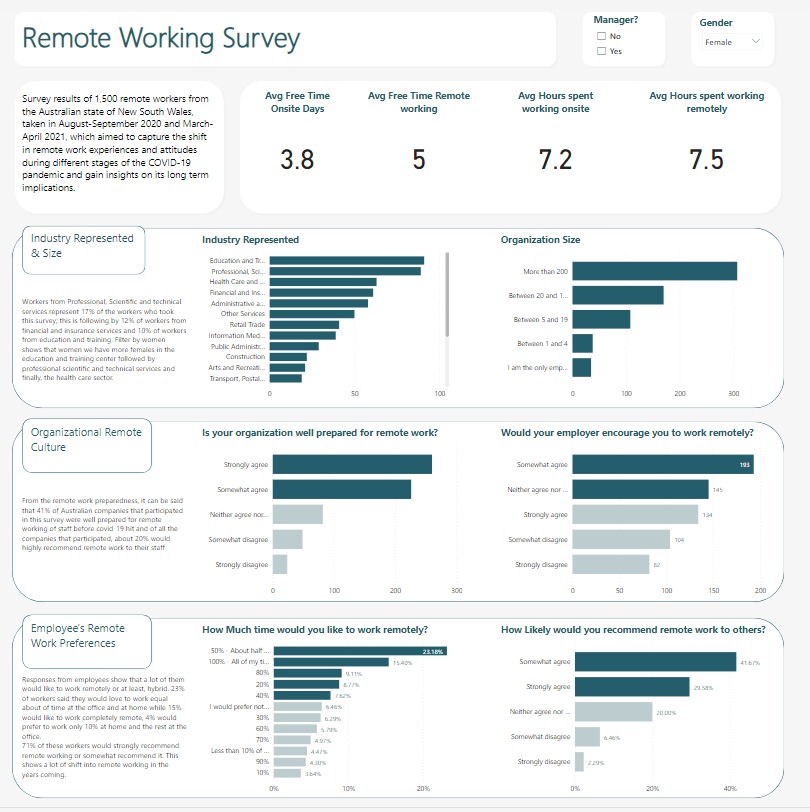 Remote Working Survey
Manager?
No
Yes
Gender
Female
Survey results of 1,500 remote workers from
the Australian state of New South Wales,
taken in August-September 2020 and March-
April 2021, which aimed to capture the shift
in remote work experiences and attitudes
during different stages of the COVID-19
pandemic and gain insights on its long term
implications.
Avg Free Time
Onsite Days
3.8
Avg Free Time Remote
working
5
Avg Hours spent
working onsite
7.2
Avg Hours spent working
remotely
7.5
Industry Represented
& Size
Workers from Professional, Scientific and technical
services represent 17% of the workers who took
this survey; this is following by 12% of workers from
financial and insurance services and 10% of workers
from education and training. Filter by women
shows that women we have more females in the
education and training center followed by
professional scientific and technical services and
finally, the health care sector.
Industry Represented
Education and Tr...
Professional, Sci...
Health Care and ...
Financial and Ins...
Administrative a...
Other Services
Retail Trade
Information Med...
Public Administr...
Construction
Arts and Recreati...
Transport, Postal...
0 50 100
Organization Size
More than 200
Between 20 and 1...
Between 5 and 19
Between 1 and 4
I am the only emp...
0 100 200 300
Organizational Remote
Culture
From the remote work preparedness, it can be said
that 41% of Australian companies that participated
in this survey were well prepared for remote
working of staff before covid 19 hit and of all the
companies that participated, about 20% would
highly recommend remote work to their staff
Is your organization well prepared for remote work?
Strongly agree
Somewhat agree
Neither agree nor...
Somewhat disagree
Strongly disagree
0 100 200 300
Would your employer encourage you to work remotely?
Somewhat agree 193
Neither agree nor ... 145
Strongly agree 134
Somewhat disagree 104
Strongly disagree 82
0 50 100 150 200
Employee's Remote
Work Preferences
Responses from employees show that a lot of them
would like to work remotely or at least, hybrid. 23%
of workers said they would love to work equal
about of time at the office and at home while 15%
would like to work completely remote, 4% would
prefer to work only 10% at home and the rest at the
office.
71% of these workers would strongly recommend
remote working or somewhat recommend it. This
shows a lot of shift into remote working in the
years coming.
How Much time would you like to work remotely?
50% - About half ... 23.18%
100% - All of my ti... 15.40%
80% 9.11%
20% 8.77%
40% 7.62%
I would prefer not... 6.46%
30% 6.29%
60% 5.79%
70% 4.97%
Less than 10% of ... 4.47%
90% 4.30%
10% 3.64%
0% 10% 20%
How Likely would you recommend remote work to others?
Somewhat agree 41.67%
Strongly agree 29.58%
Neither agree nor ... 20.00%
Somewhat disagree 6.46%
Strongly disagree 2.29%
0% 20% 40%